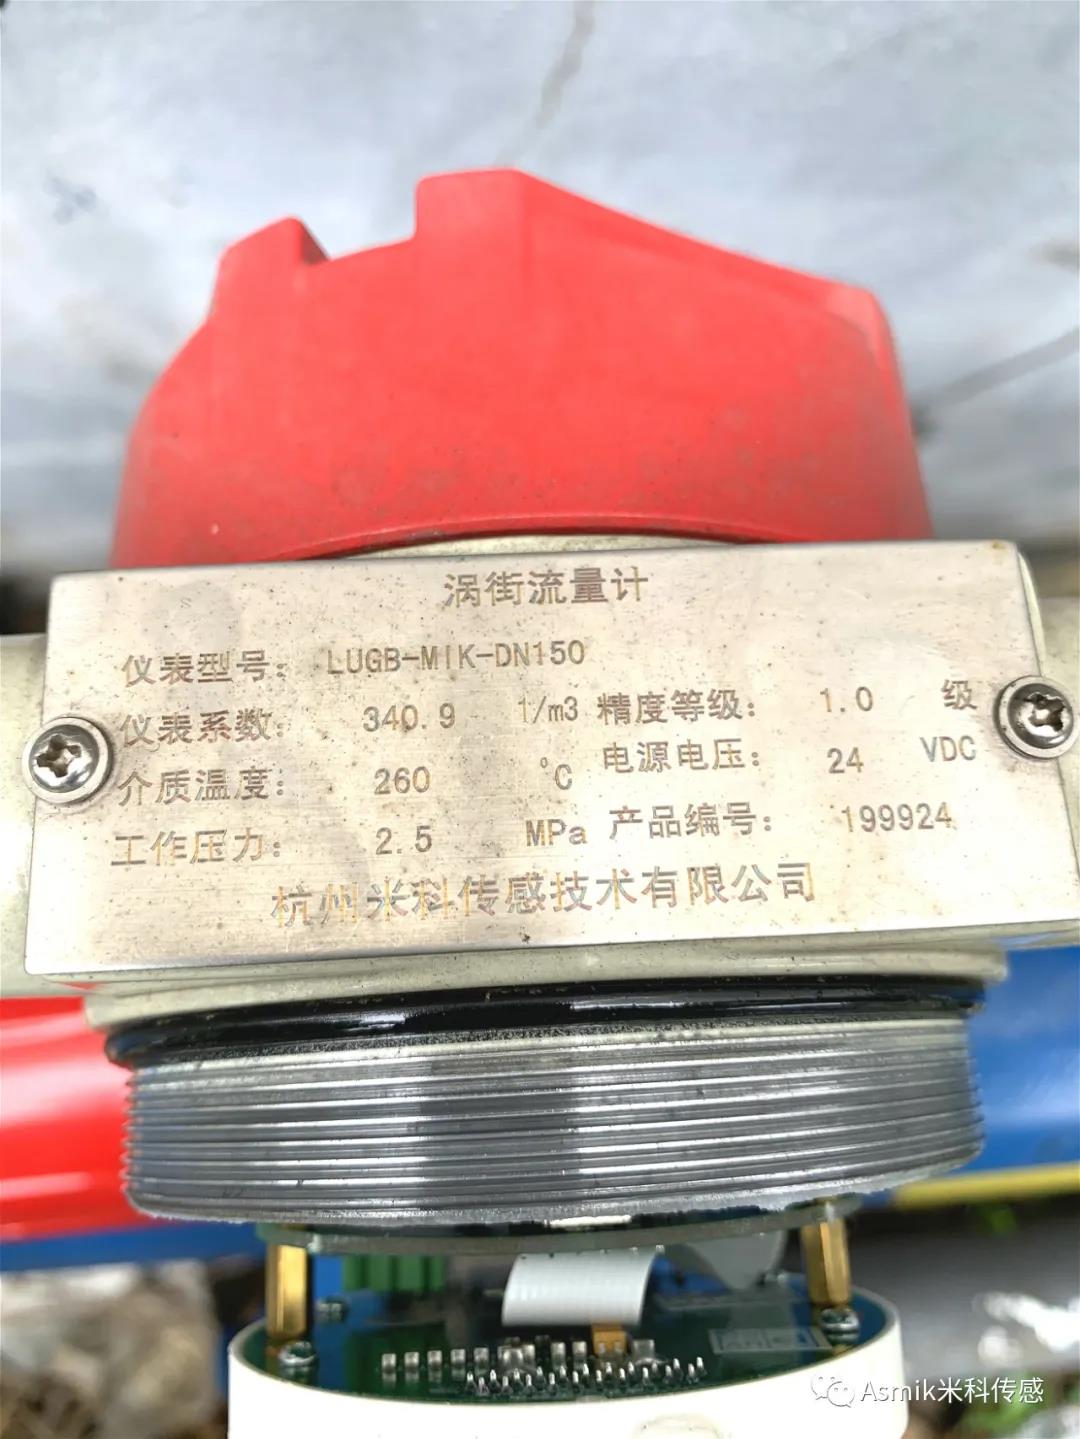 涡街流量计
仪表型号： LUGB-MIK-DN150
仪表系数： 340.9 1/m3 精度等级： 1.0 级
介质温度： 260 ℃ 电源电压： 24 VDC
工作压力： 2.5 MPa 产品编号： 199924
杭州米科传感技术有限公司
Asmik米科传感